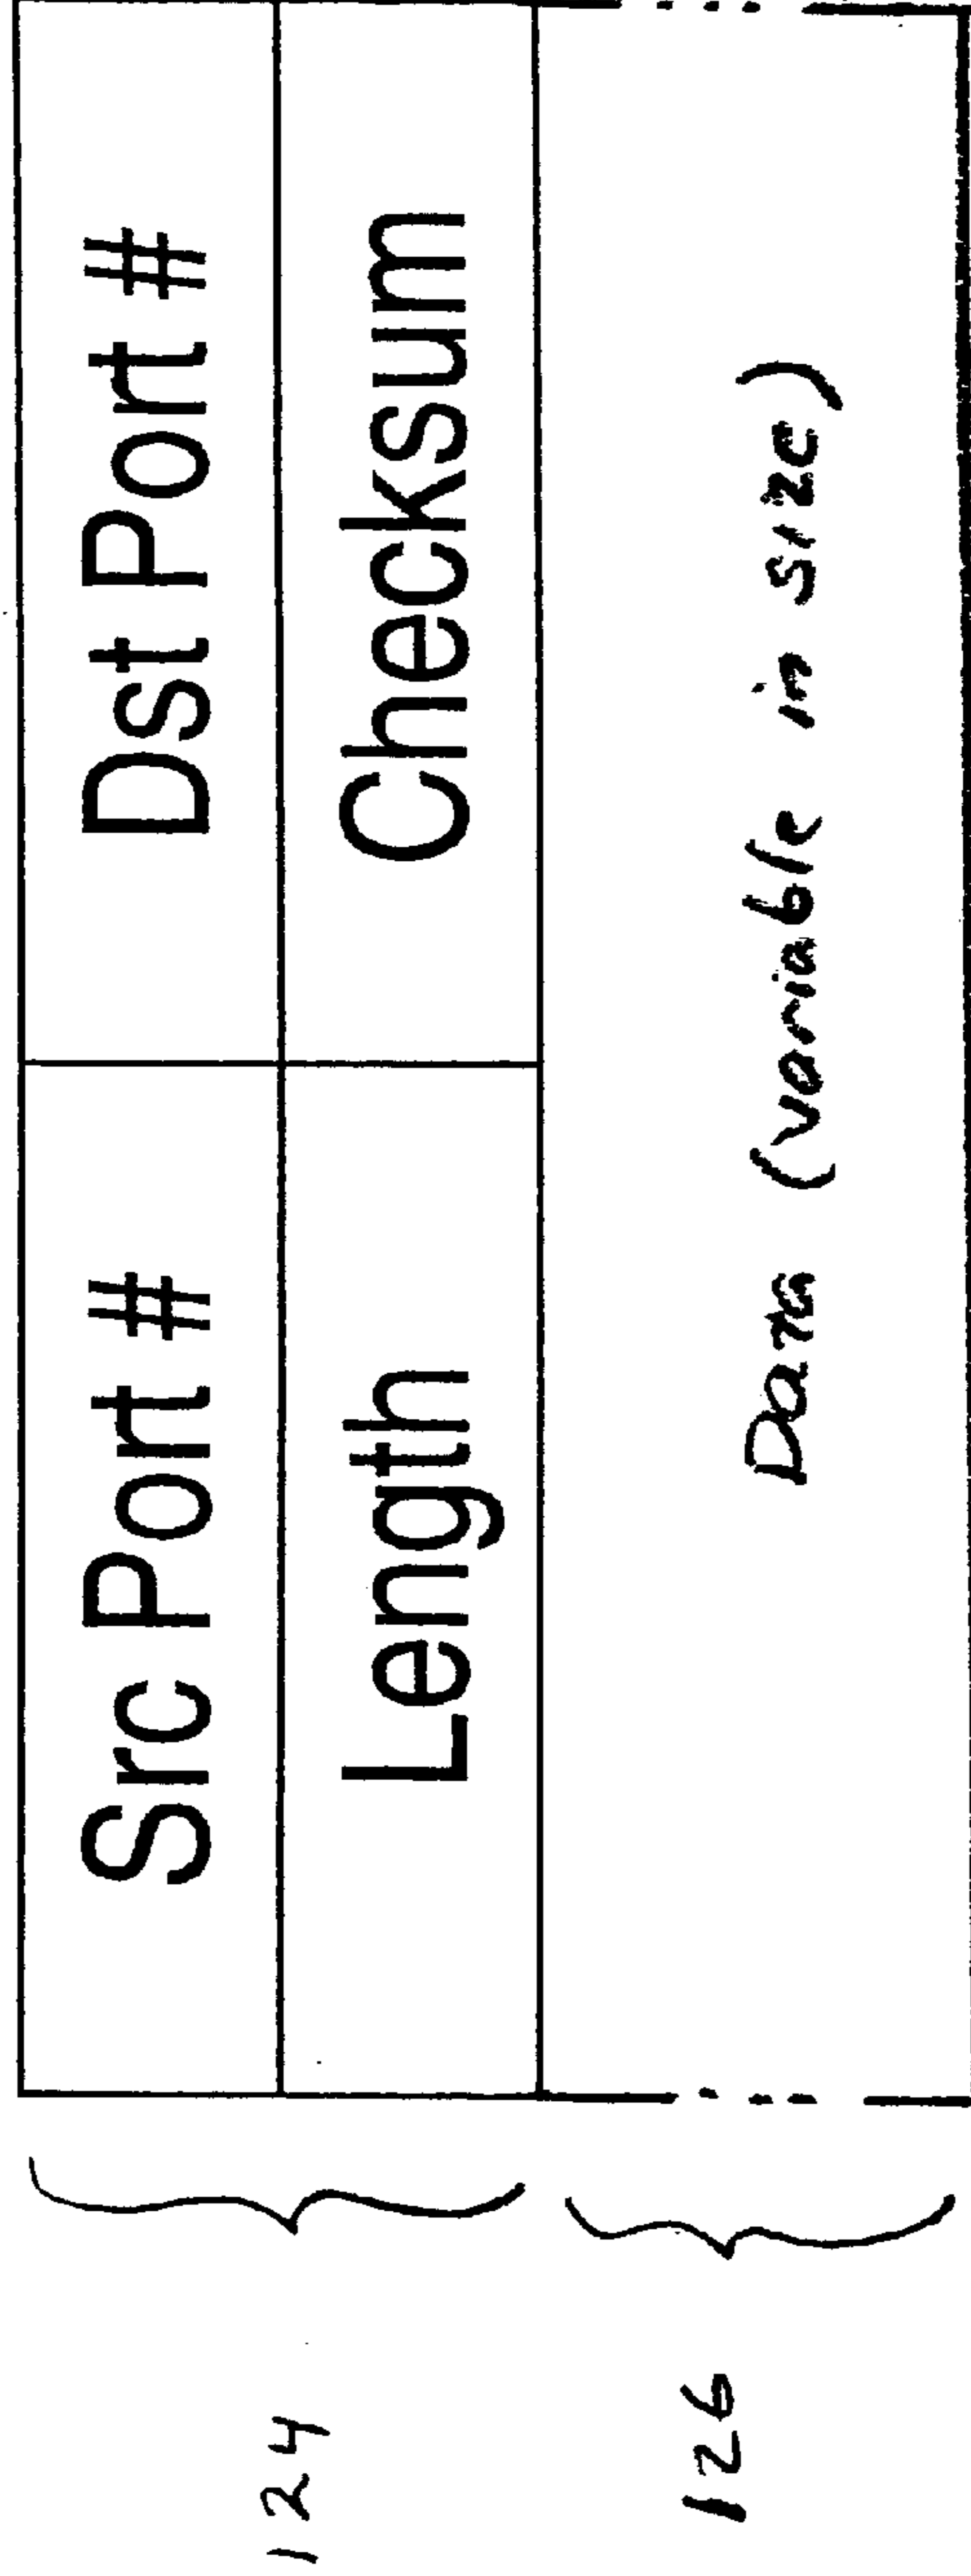 Src Port # Dst Port #
124
Length Checksum
126 Data (variable in size)